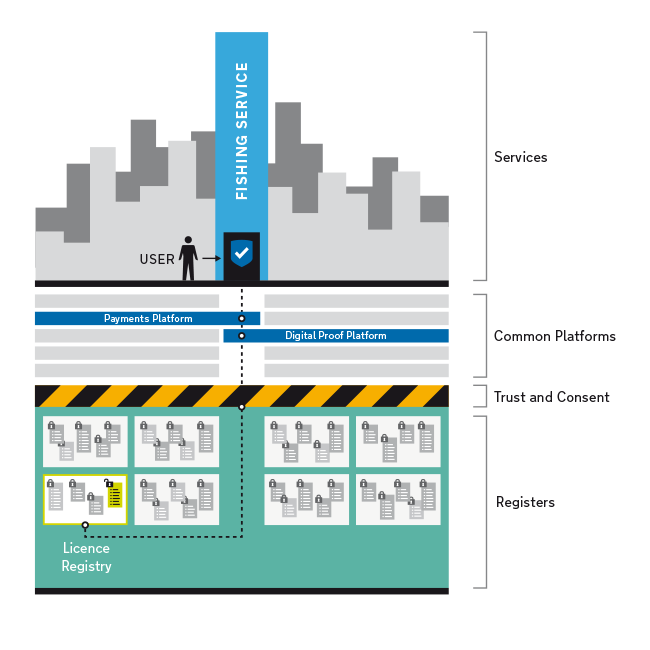 FISHING SERVICE
Services
USER
Payments Platform
Digital Proof Platform
Common Platforms
Trust and Consent
Registers
Licence
Registry